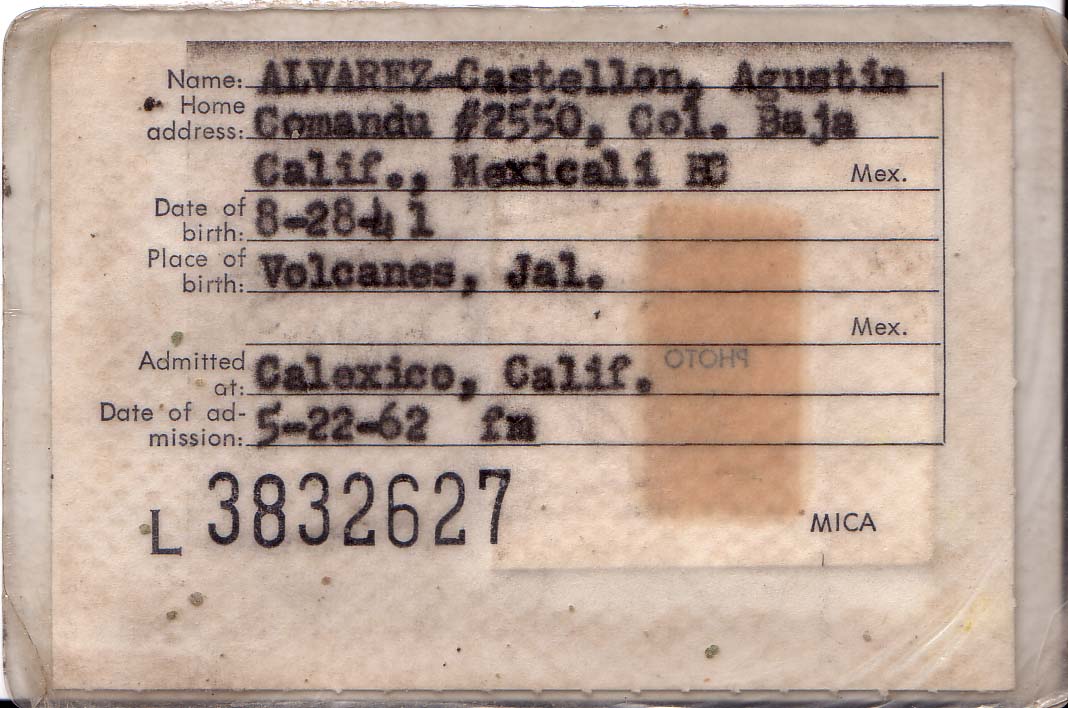 Name: ALVAREZ-Castellon, Agustin
Home address: Comandu #2550, Col. Baja
Calif., Mexicali BC Mex.
Date of birth: 8-28-41
Place of birth: Volcanes, Jal.
Mex.
PHOTO
Admitted at: Calexico, Calif.
Date of ad-mission: 5-22-62 fm
L 3832627
MICA